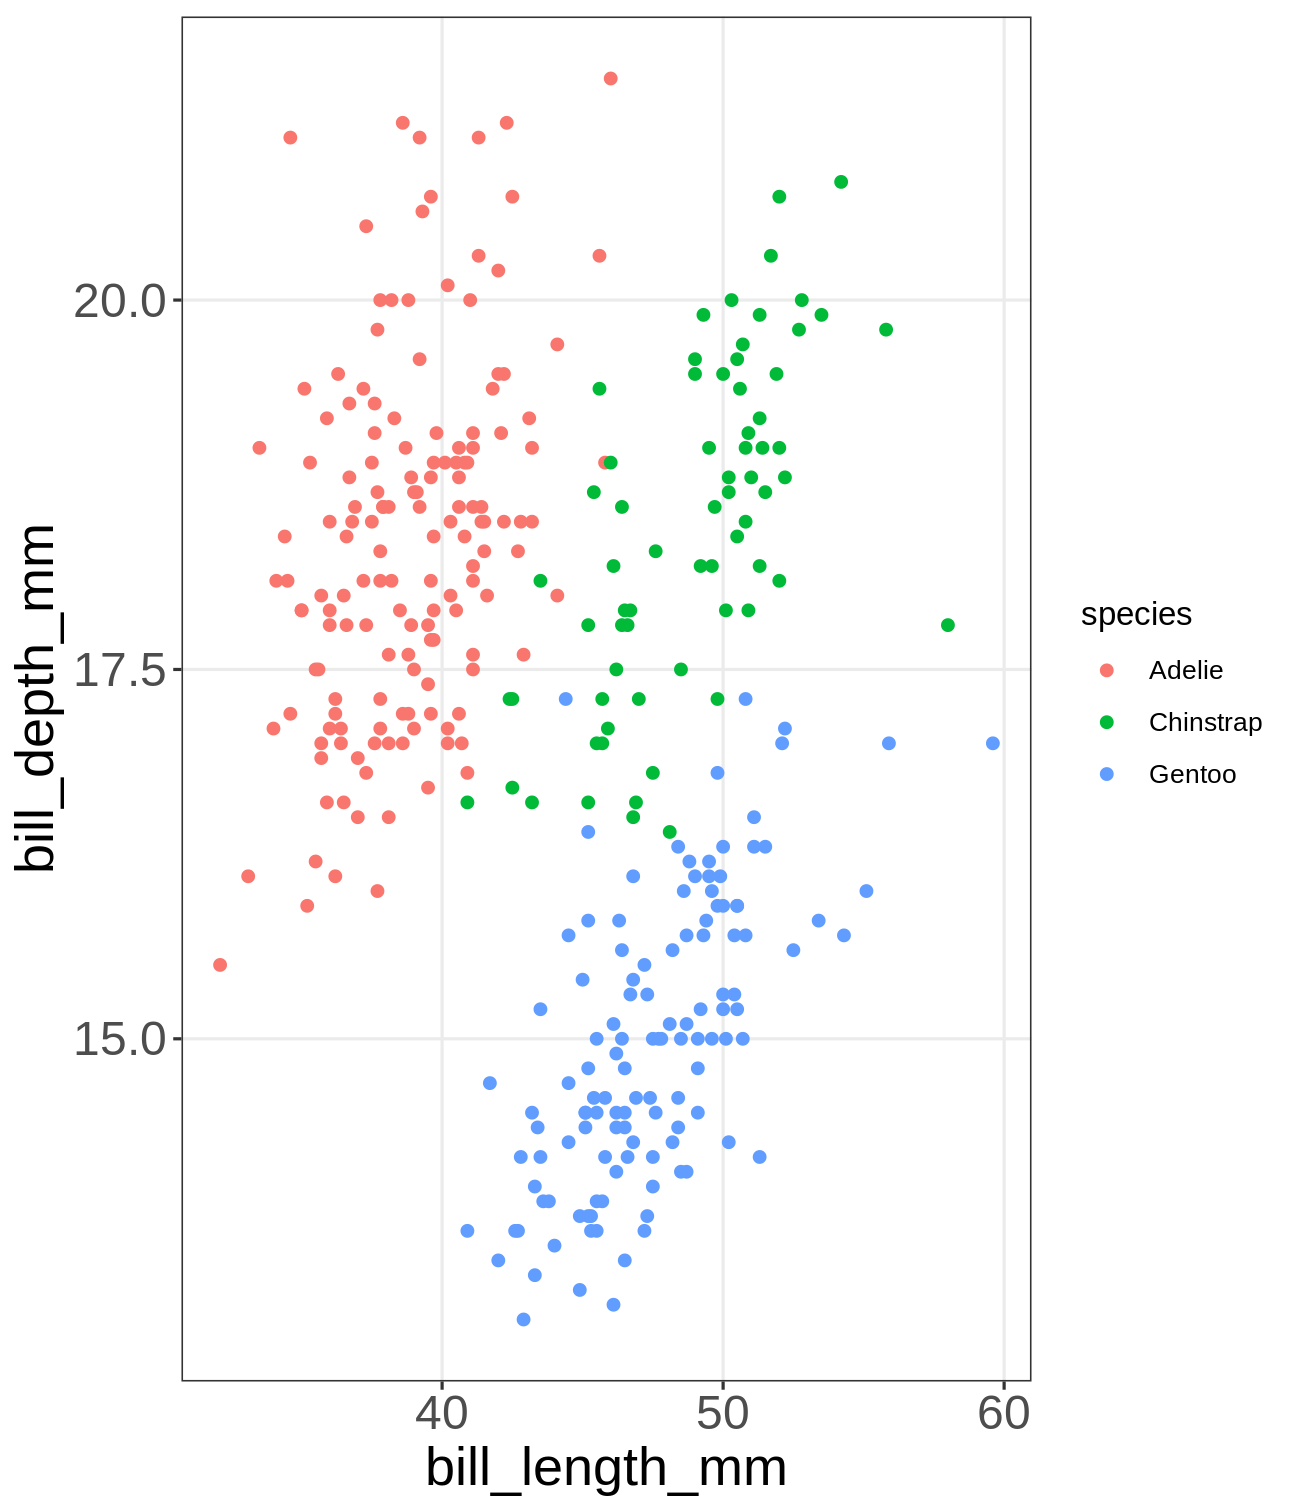 20.0
17.5
15.0
bill_depth_mm
40 50 60
bill_length_mm
species
Adelie
Chinstrap
Gentoo